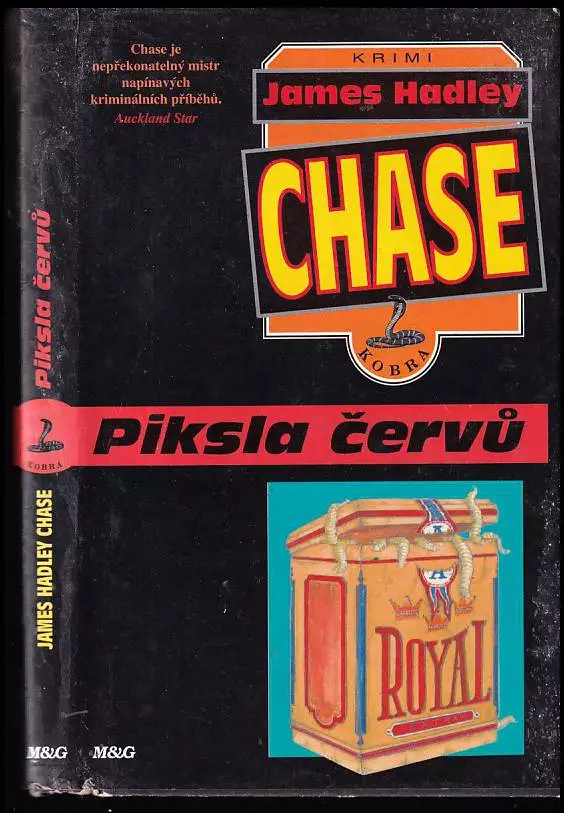 Chase je
nepřekonatelný mistr
napínavých
kriminálních příběhů.
Auckland Star
KRIMI
James Hadley
CHASE
KOBRA
Piksla červů
A
A
ROYAL
M&G
Piksla červů
KOBRA
JAMES HADLEY CHASE
M&G